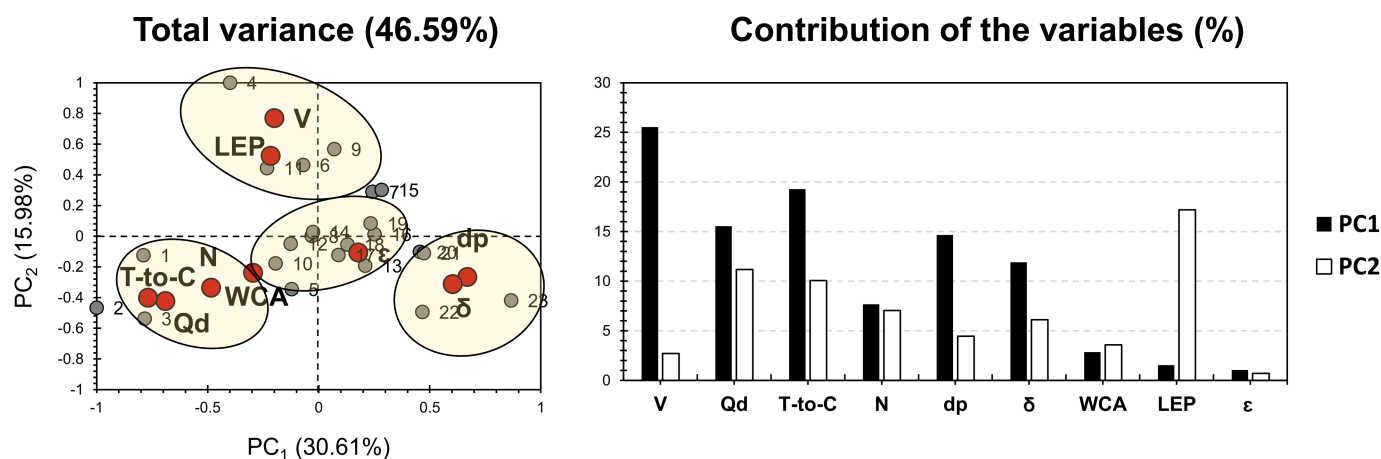 Total variance (46.59%)
1
0.8
0.6
0.4
0.2
0
-0.2
-0.4
-0.6
-0.8
-1
-1
-0.5
0
0.5
1
PC2 (15.98%)
PC1 (30.61%)
4
V
LEP
11
6
9
7
15
19
16
14
8
12
18
17
ε
13
10
5
1
N
T-to-C
WCA
2
3
Qd
20
21
dp
δ
22
23
Contribution of the variables (%)
30
25
20
15
10
5
0
V
Qd
T-to-C
N
dp
δ
WCA
LEP
ε
PC1
PC2